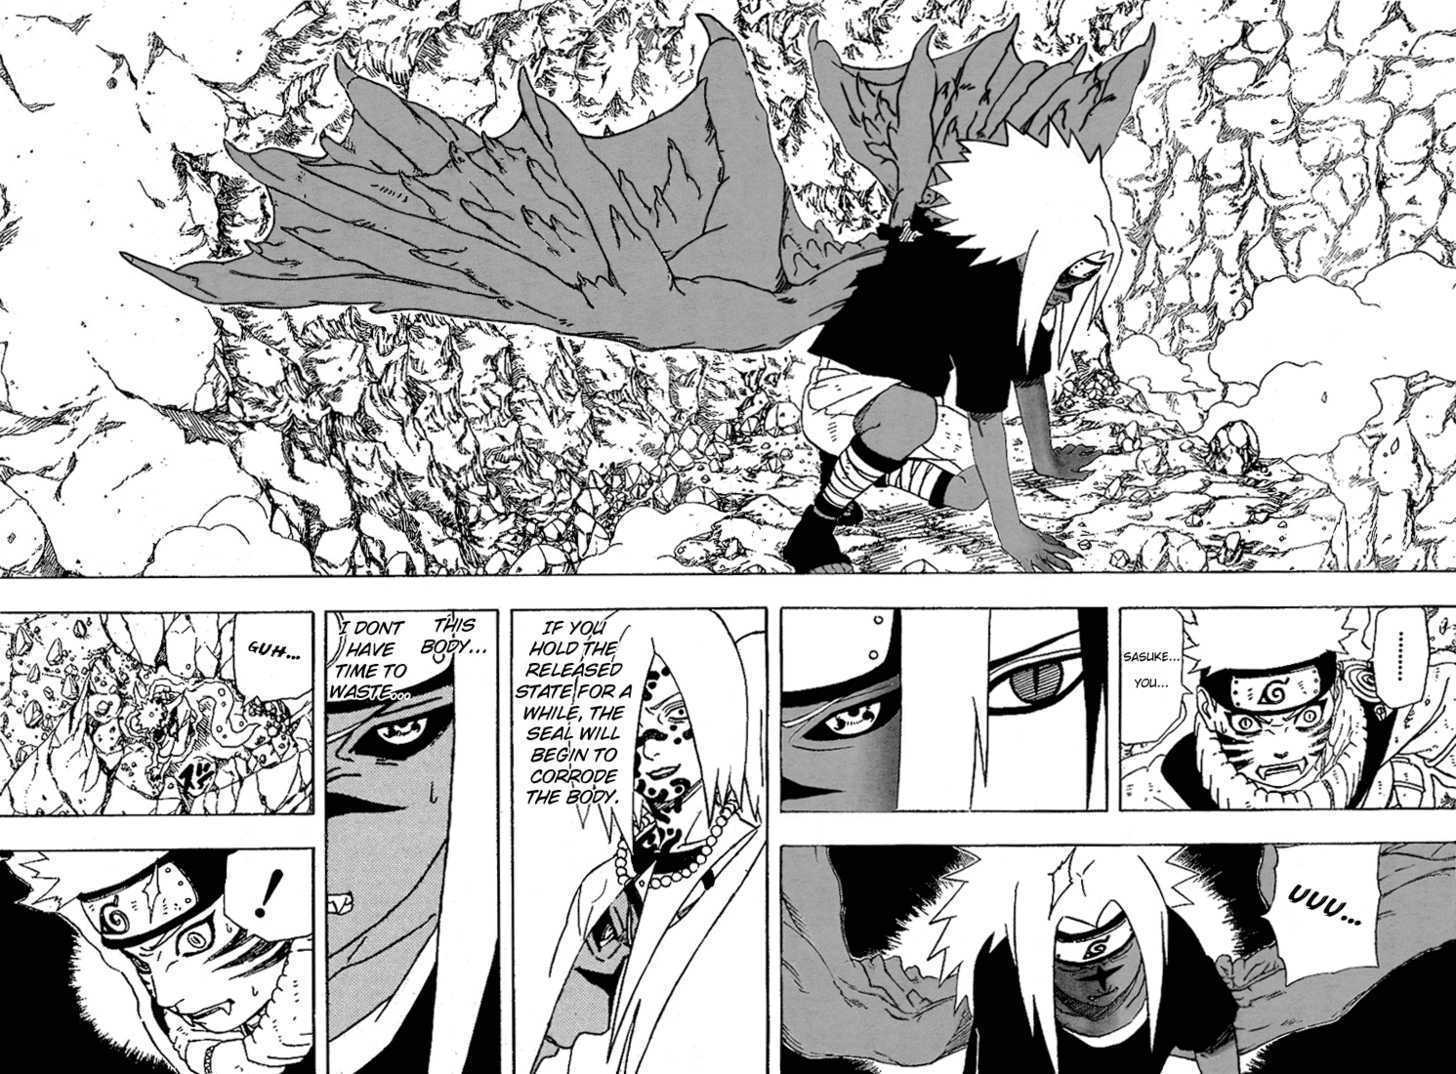 ..........
SASUKE...
YOU...
UUU...
IF YOU
HOLD THE
RELEASED
STATE FOR A
WHILE, THE
SEAL WILL
BEGIN TO
CORRODE
THE BODY.
THIS
BODY...
I DONT
HAVE
TIME TO
WASTE...
GUH...
!